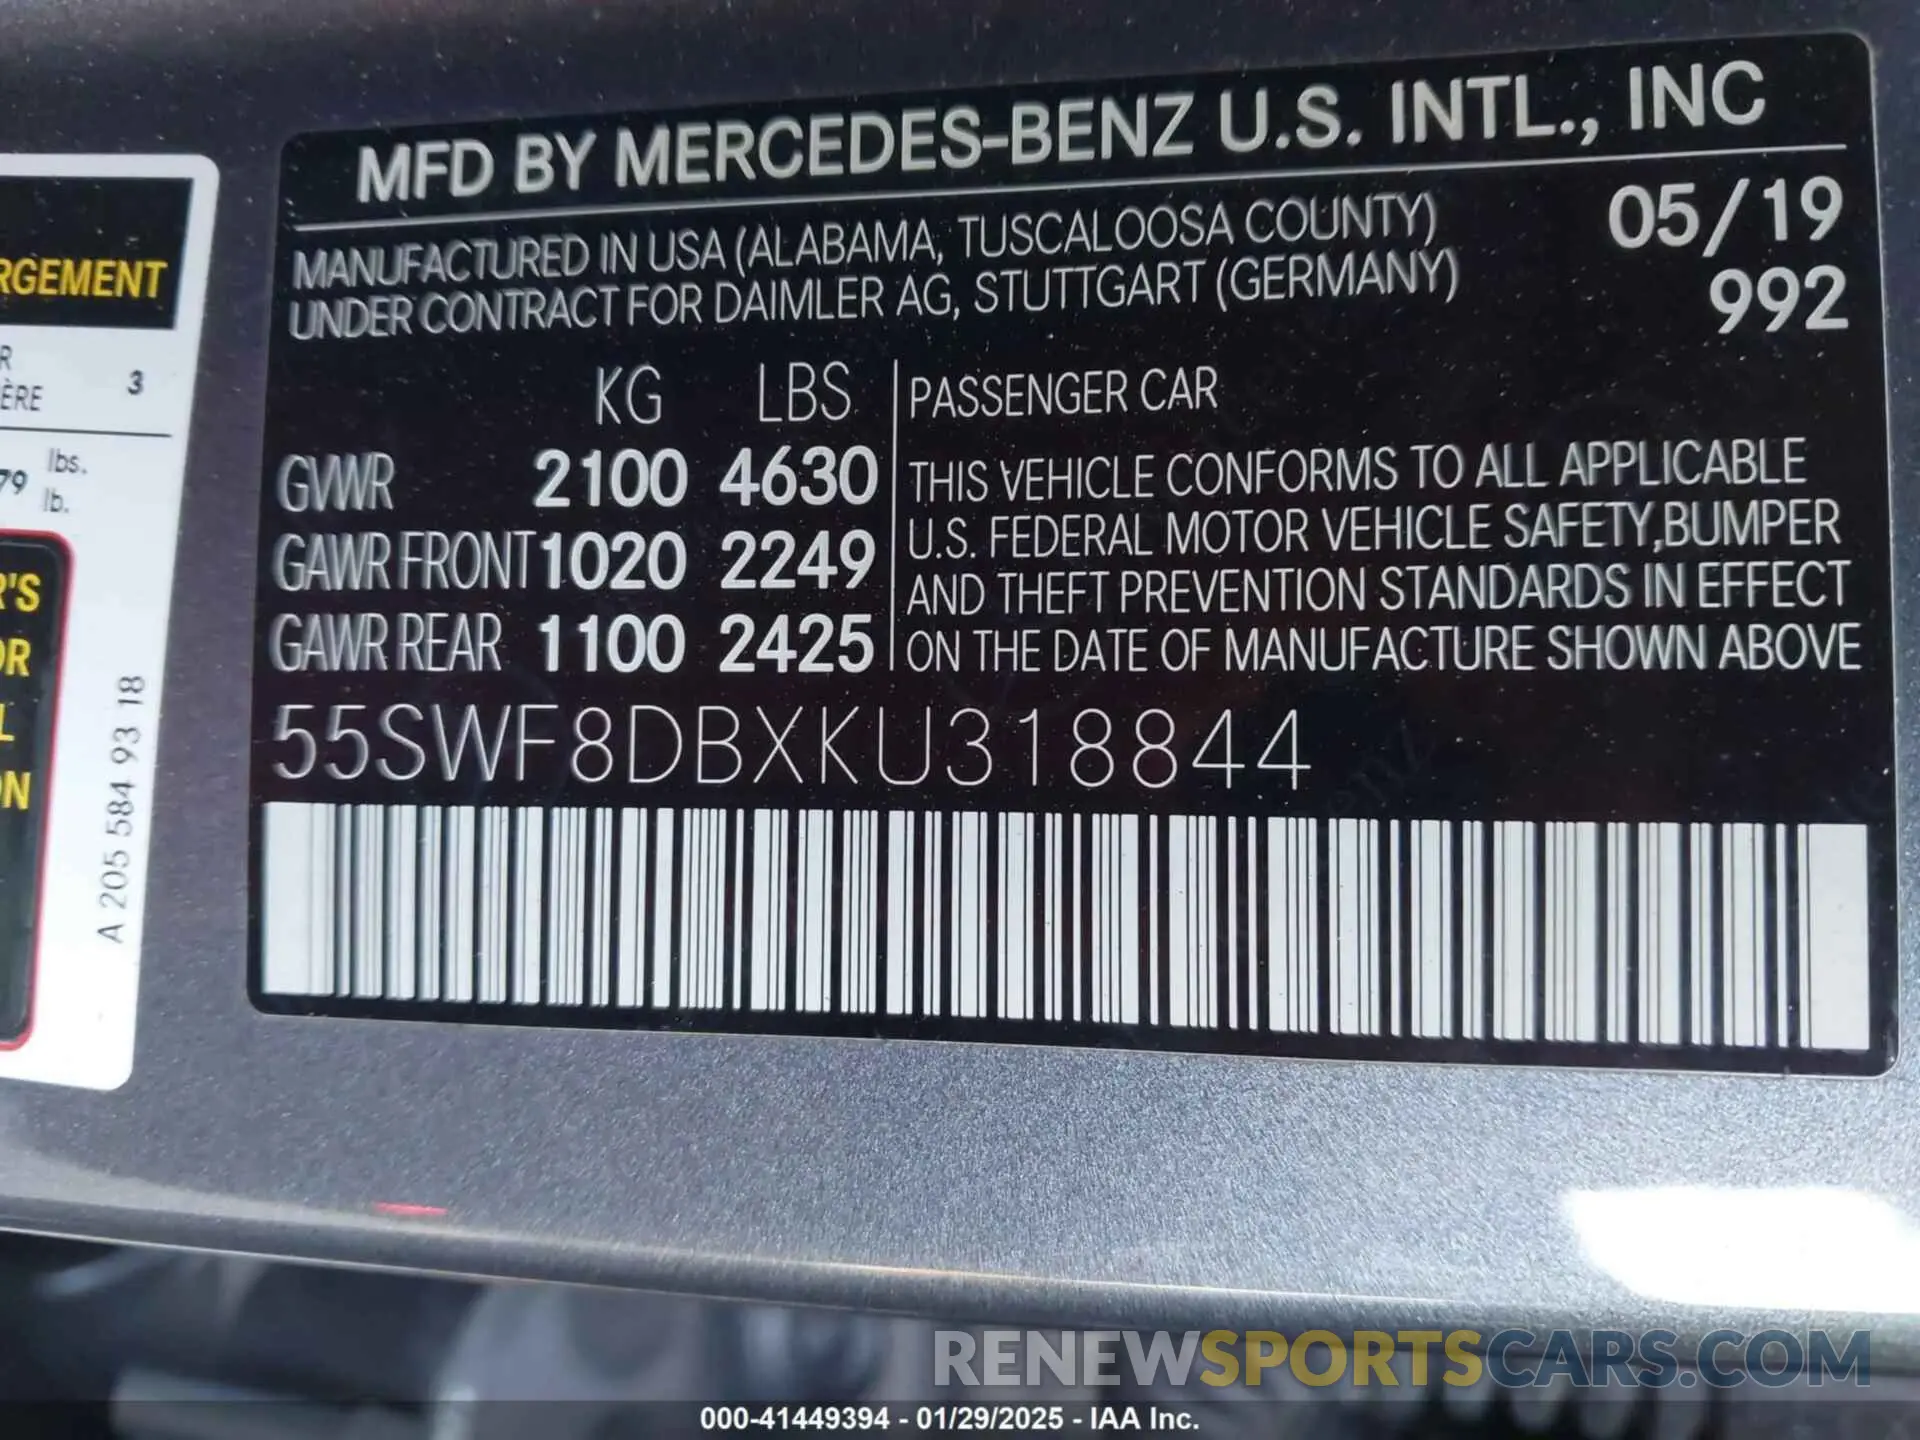 MFD BY MERCEDES-BENZ U.S. INTL., INC
MANUFACTURED IN USA (ALABAMA, TUSCALOOSA COUNTY)
UNDER CONTRACT FOR DAIMLER AG, STUTTGART (GERMANY)
05/19
992
KG LBS
GVWR 2100 4630
GAWR FRONT 1020 2249
GAWR REAR 1100 2425
PASSENGER CAR
THIS VEHICLE CONFORMS TO ALL APPLICABLE
U.S. FEDERAL MOTOR VEHICLE SAFETY,BUMPER
AND THEFT PREVENTION STANDARDS IN EFFECT
ON THE DATE OF MANUFACTURE SHOWN ABOVE
55SWF8DBXKU318844
3
lbs.
lb.
A 205 584 93 18
RENEWSPORTSCARS.COM
000-41449394 - 01/29/2025 - IAA Inc.